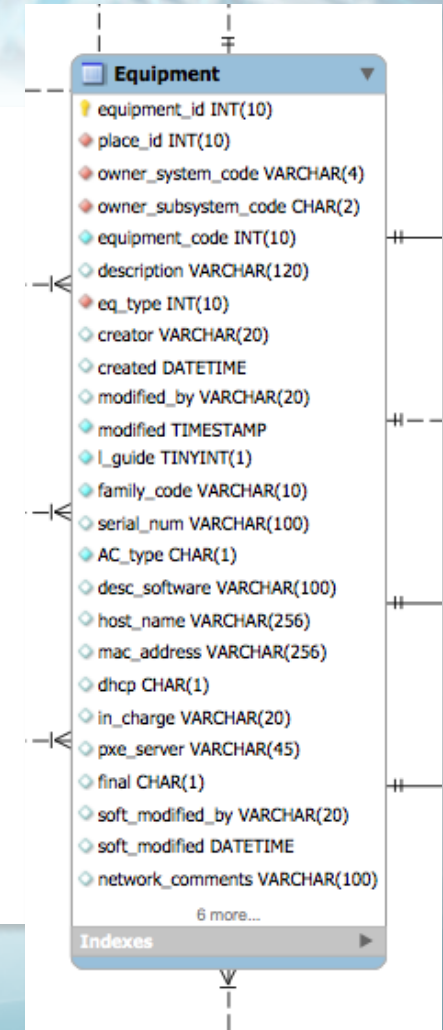 Equipment
equipment_id INT(10)
place_id INT(10)
owner_system_code VARCHAR(4)
owner_subsystem_code CHAR(2)
equipment_code INT(10)
description VARCHAR(120)
eq_type INT(10)
creator VARCHAR(20)
created DATETIME
modified_by VARCHAR(20)
modified TIMESTAMP
l_guide TINYINT(1)
family_code VARCHAR(10)
serial_num VARCHAR(100)
AC_type CHAR(1)
desc_software VARCHAR(100)
host_name VARCHAR(256)
mac_address VARCHAR(256)
dhcp CHAR(1)
in_charge VARCHAR(20)
pxe_server VARCHAR(45)
final CHAR(1)
soft_modified_by VARCHAR(20)
soft_modified DATETIME
network_comments VARCHAR(100)
6 more...
Indexes